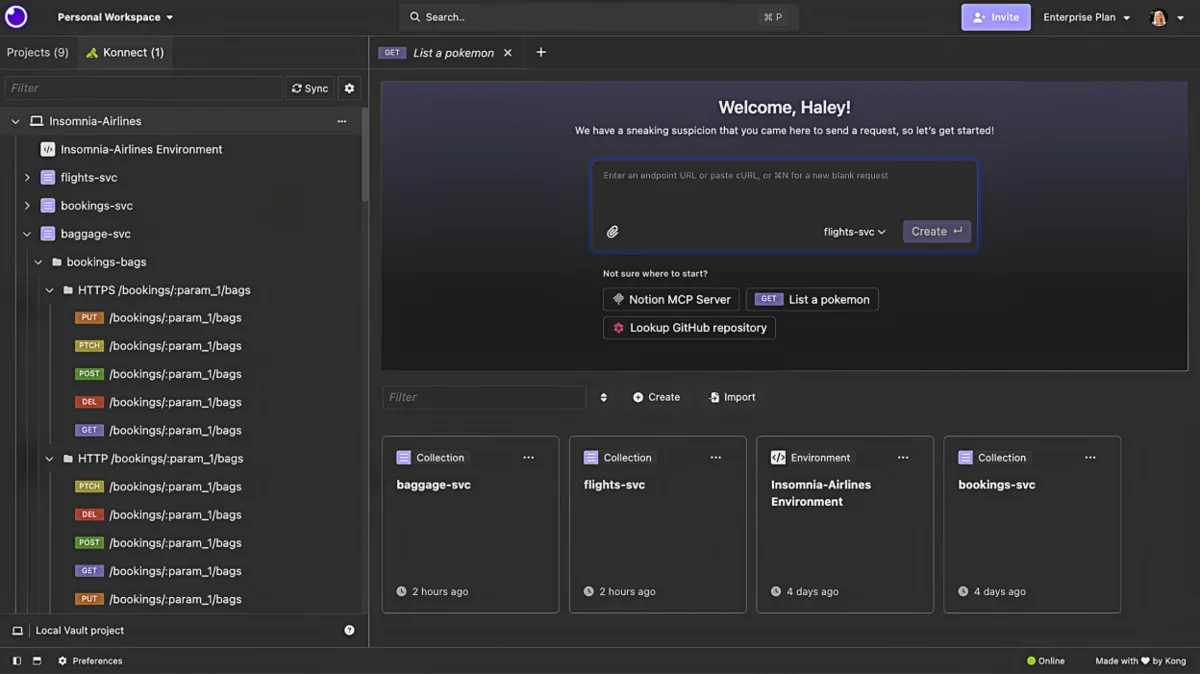 Personal Workspace
Search..
⌘ P
Invite
Enterprise Plan
Projects (9)
Konnect (1)
GET List a pokemon
Filter
Sync
Insomnia-Airlines
Insomnia-Airlines Environment
flights-svc
bookings-svc
baggage-svc
bookings-bags
HTTPS /bookings/:param_1/bags
PUT /bookings/:param_1/bags
PTCH /bookings/:param_1/bags
POST /bookings/:param_1/bags
DEL /bookings/:param_1/bags
GET /bookings/:param_1/bags
HTTP /bookings/:param_1/bags
PTCH /bookings/:param_1/bags
DEL /bookings/:param_1/bags
POST /bookings/:param_1/bags
GET /bookings/:param_1/bags
PUT /bookings/:param_1/bags
Local Vault project
Welcome, Haley!
We have a sneaking suspicion that you came here to send a request, so let's get started!
Enter an endpoint URL or paste cURL, or ⌘N for a new blank request
flights-svc
Create
Not sure where to start?
Notion MCP Server
GET List a pokemon
Lookup GitHub repository
Filter
Create
Import
Collection
baggage-svc
2 hours ago
Collection
flights-svc
2 hours ago
Environment
Insomnia-Airlines
Environment
4 days ago
Collection
bookings-svc
4 days ago
Preferences
Online
Made with ♥ by Kong